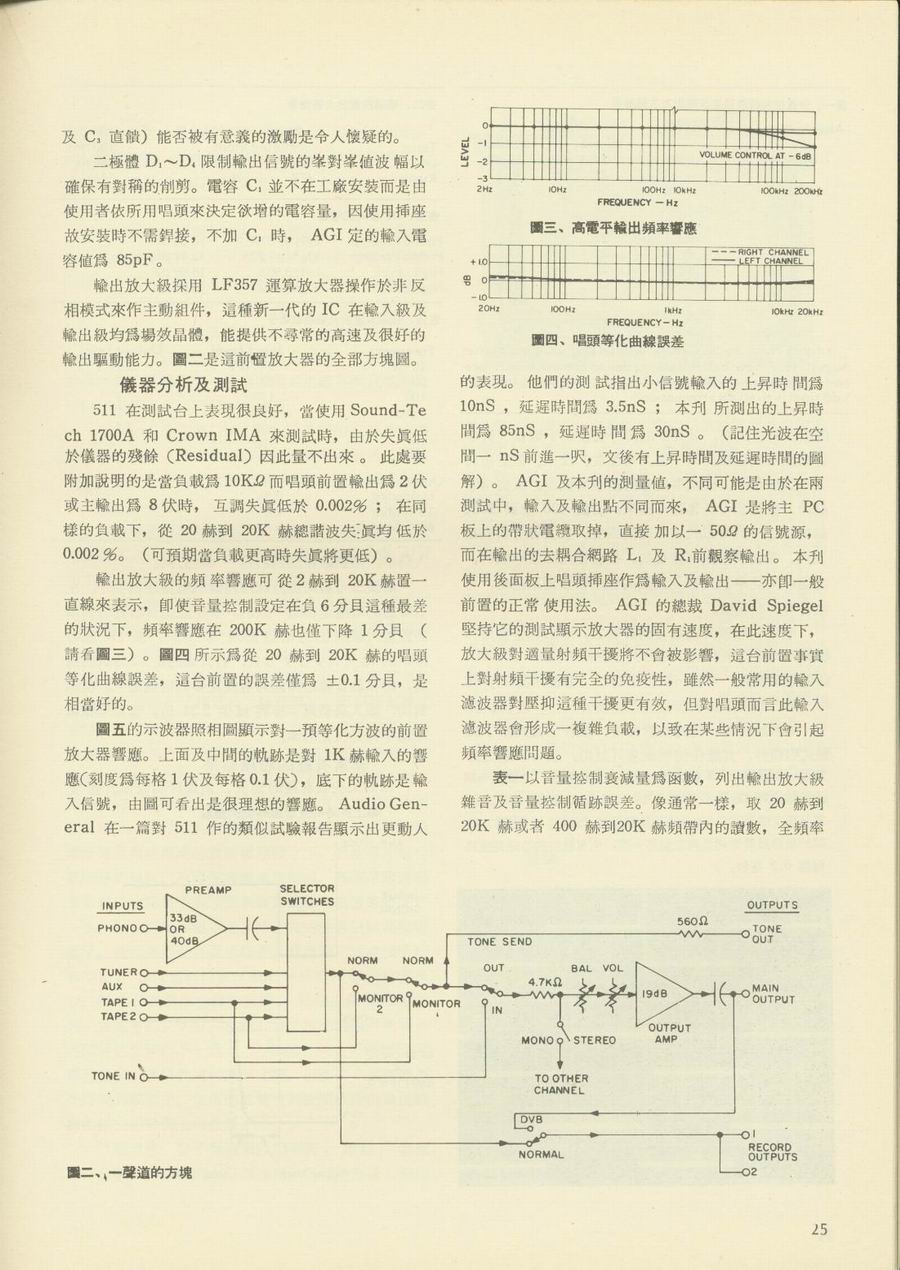 及 C₃ 直饋）能否被有意義的激勵是令人懷疑的。
二極體 D₁～D₄ 限制輸出信號的峯對峯値波幅以
確保有對稱的削剪。電容 C₁ 並不在工廠安裝而是由
使用者依所用唱頭來決定欲增的電容量，因使用揷座
故安裝時不需銲接，不加 C₁ 時， AGI 定的輸入電
容値爲 85pF。
輸出放大級採用 LF357 運算放大器操作於非反
相模式來作主動組件，這種新一代的 IC 在輸入級及
輸出級均爲場效晶體，能提供不尋常的高速及很好的
輸出驅動能力。圖二是這前置放大器的全部方塊圖。
儀器分析及測試
511 在測試台上表現很良好，當使用 Sound-Te
ch 1700A 和 Crown IMA 來測試時，由於失眞低
於儀器的殘餘（Residual）因此量不出來。此處要
附加說明的是當負載爲 10KΩ 而唱頭前置輸出爲 2 伏
或主輸出爲 8 伏時， 互調失眞低於 0.002%； 在同
樣的負載下，從 20 赫到 20K 赫總諧波失眞均低於
0.002 %。（可預期當負載更高時失眞將更低）。
輸出放大級的頻率響應可從 2 赫到 20K 赫置一
直線來表示，卽使音量控制設定在負 6 分貝這種最差
的狀況下，頻率響應在 200K 赫也僅下降 1 分貝 （
請看圖三）。圖四所示爲從 20 赫到 20K 赫的唱頭
等化曲線誤差，這台前置的誤差僅爲 ±0.1 分貝，是
相當好的。
圖五的示波器照相圖顯示對一預等化方波的前置
放大器響應。上面及中間的軌跡是對 1K 赫輸入的響
應（刻度爲每格 1 伏及每格 0.1 伏），底下的軌跡是輸
入信號，由圖可看出是很理想的響應。 Audio Gen-
eral 在一篇對 511 作的類似試驗報告顯示出更動人
LEVEL
0
-1
-2
-3
VOLUME CONTROL AT -6dB
2Hz 10Hz 100Hz 10kHz 100kHz 200kHz
FREQUENCY — Hz
圖三、高電平輸出頻率響應
RIGHT CHANNEL
LEFT CHANNEL
dB
+1.0
0
-1.0
20Hz 100Hz 1kHz 10kHz 20kHz
FREQUENCY — Hz
圖四、唱頭等化曲線誤差
的表現。他們的測試指出小信號輸入的上昇時間爲
10nS ，延遲時間爲 3.5nS ； 本刋所測出的上昇時
間爲 85nS ，延遲時間爲 30nS 。（記住光波在空
間一 nS 前進一呎，文後有上昇時間及延遲時間的圖
解）。 AGI 及本刋的測量値，不同可能是由於在兩
測試中，輸入及輸出點不同而來， AGI 是將主 PC
板上的帶狀電纜取掉，直接加以一 50Ω 的信號源，
而在輸出的去耦合網路 L₁ 及 R₁前觀察輸出。本刋
使用後面板上唱頭揷座作爲輸入及輸出——亦卽一般
前置的正常使用法。 AGI 的總裁 David Spiegel
堅持它的測試顯示放大器的固有速度，在此速度下，
放大級對適量射頻干擾將不會被影響，這台前置事實
上對射頻干擾有完全的免疫性，雖然一般常用的輸入
濾波器對壓抑這種干擾更有效，但對唱頭而言此輸入
濾波器會形成一複雜負載，以致在某些情況下會引起
頻率響應問題。
表一以音量控制衰減量爲函數，列出輸出放大級
雜音及音量控制循跡誤差。像通常一樣，取 20 赫到
20K 赫或者 400 赫到20K 赫頻帶內的讀數，全頻率
INPUTS
PHONO
TUNER
AUX
TAPE 1
TAPE 2
TONE IN
PREAMP
33dB
OR
40dB
SELECTOR
SWITCHES
NORM
MONITOR
2
NORM
MONITOR
1
TONE SEND
OUT
IN
560Ω
OUTPUTS
TONE
OUT
4.7KΩ
BAL VOL
19dB
OUTPUT
AMP
MAIN
OUTPUT
MONO
STEREO
TO OTHER
CHANNEL
DVB
NORMAL
1
RECORD
OUTPUTS
2
圖二、一聲道的方塊
25